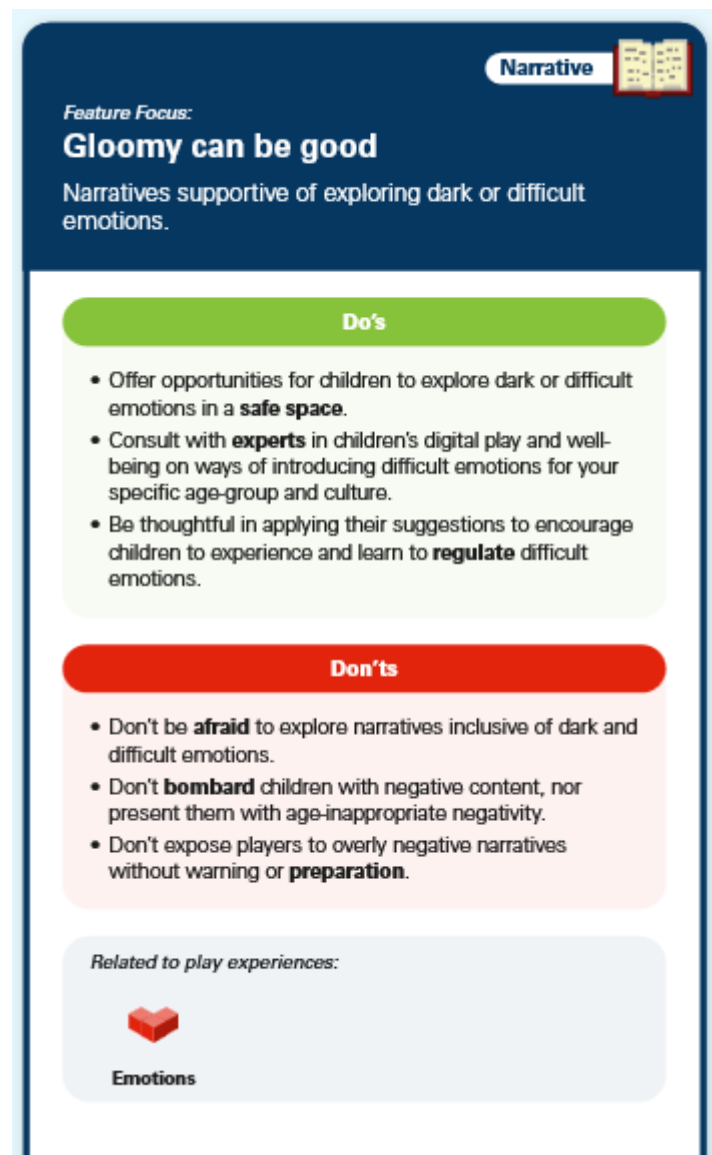 Narrative
Feature Focus:
Gloomy can be good
Narratives supportive of exploring dark or difficult
emotions.
Do's
• Offer opportunities for children to explore dark or difficult
emotions in a safe space.
• Consult with experts in children's digital play and well-
being on ways of introducing difficult emotions for your
specific age-group and culture.
• Be thoughtful in applying their suggestions to encourage
children to experience and learn to regulate difficult
emotions.
Don'ts
• Don't be afraid to explore narratives inclusive of dark and
difficult emotions.
• Don't bombard children with negative content, nor
present them with age-inappropriate negativity.
• Don't expose players to overly negative narratives
without warning or preparation.
Related to play experiences:
Emotions